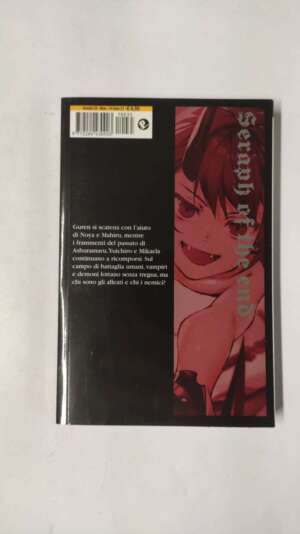 Guren si scatena con l'aiuto
di Noya e Mahiru, mentre
i frammenti del passato di
Ashuramaru, Yuichiro e Mikaela
continuano a ricomporsi. Sul
campo di battaglia umani, vampiri
e demoni lottano senza tregua, ma
chi sono gli alleati e chi i nemici?
Seraph of the end